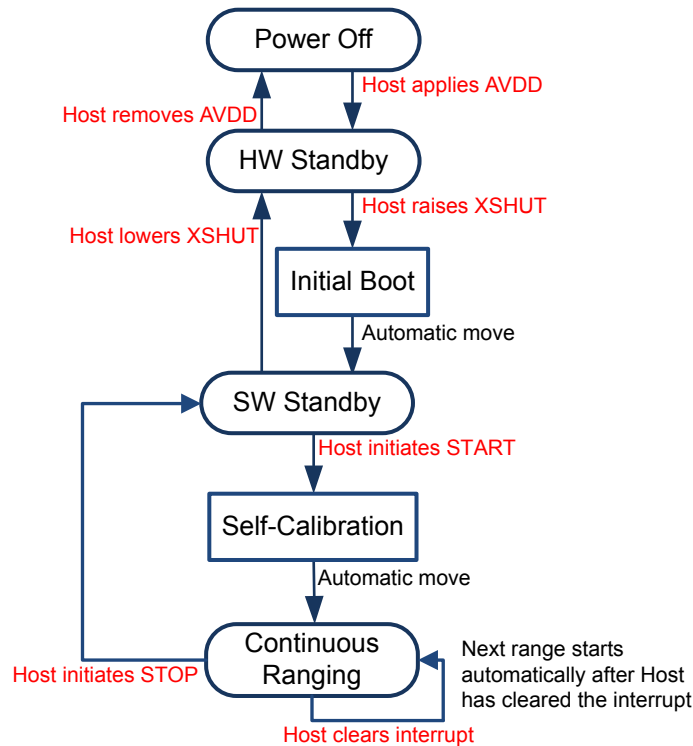 Power Off
Host applies AVDD
Host removes AVDD
HW Standby
Host raises XSHUT
Host lowers XSHUT
Initial Boot
Automatic move
SW Standby
Host initiates START
Self-Calibration
Automatic move
Continuous
Ranging
Next range starts
automatically after Host
has cleared the interrupt
Host initiates STOP
Host clears interrupt